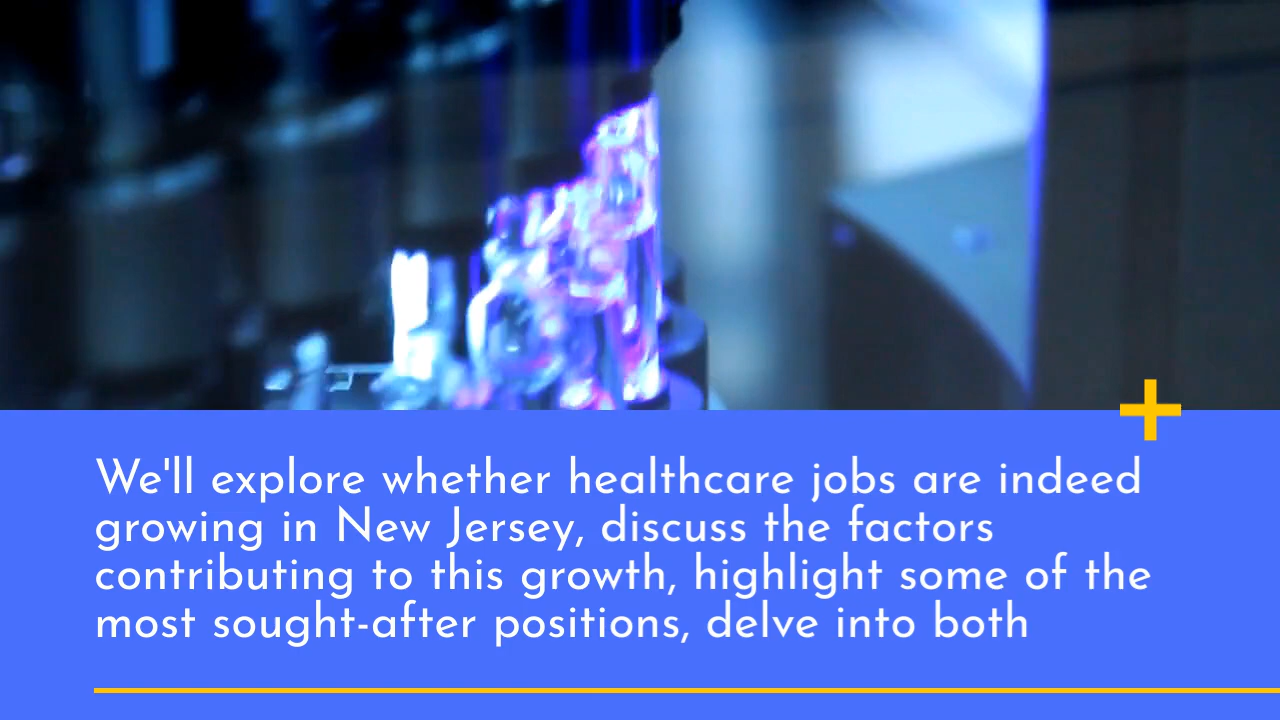 We'll explore whether healthcare jobs are indeed
growing in New Jersey, discuss the factors
contributing to this growth, highlight some of the
most sought-after positions, delve into both